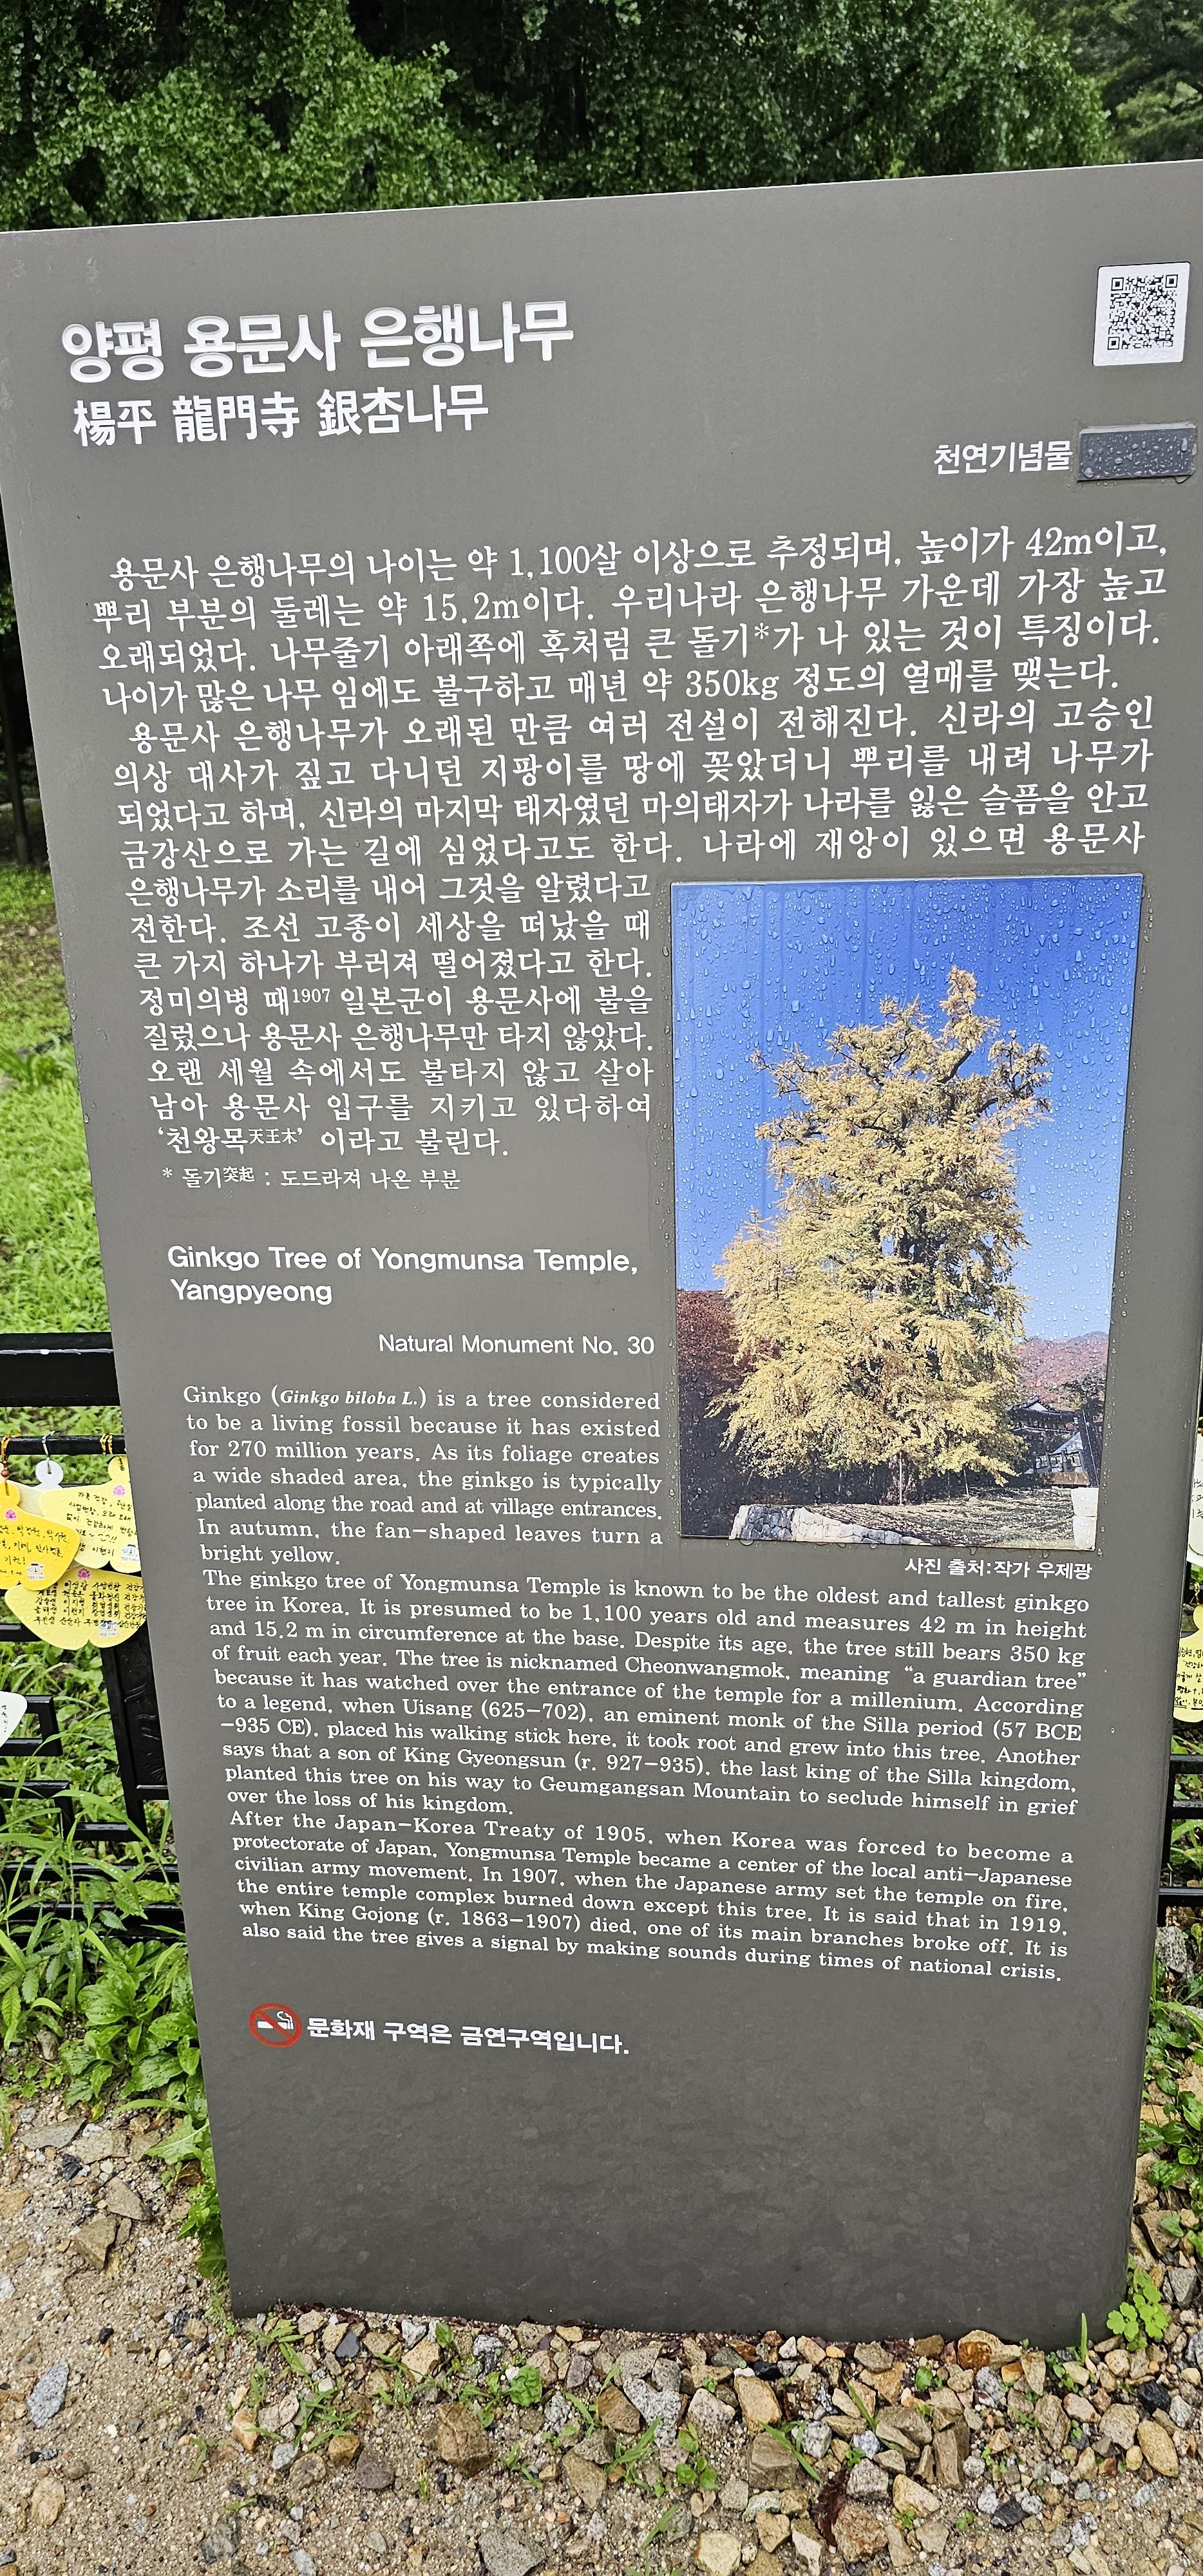 양평 용문사 은행나무
楊平 龍門寺 銀杏나무
천연기념물
용문사 은행나무의 나이는 약 1,100살 이상으로 추정되며, 높이가 42m이고,
뿌리 부분의 둘레는 약 15.2m이다. 우리나라 은행나무 가운데 가장 높고
오래되었다. 나무줄기 아래쪽에 혹처럼 큰 돌기*가 나 있는 것이 특징이다.
나이가 많은 나무 임에도 불구하고 매년 약 350kg 정도의 열매를 맺는다.
용문사 은행나무가 오래된 만큼 여러 전설이 전해진다. 신라의 고승인
의상 대사가 짚고 다니던 지팡이를 땅에 꽂았더니 뿌리를 내려 나무가
되었다고 하며, 신라의 마지막 태자였던 마의태자가 나라를 잃은 슬픔을 안고
금강산으로 가는 길에 심었다고도 한다. 나라에 재앙이 있으면 용문사
은행나무가 소리를 내어 그것을 알렸다고
전한다. 조선 고종이 세상을 떠났을 때
큰 가지 하나가 부러져 떨어졌다고 한다.
정미의병 때1907 일본군이 용문사에 불을
질렀으나 용문사 은행나무만 타지 않았다.
오랜 세월 속에서도 불타지 않고 살아
남아 용문사 입구를 지키고 있다하여
‘천왕목天王木’ 이라고 불린다.
* 돌기突起 : 도드라져 나온 부분
Ginkgo Tree of Yongmunsa Temple,
Yangpyeong
Natural Monument No. 30
Ginkgo (Ginkgo biloba L.) is a tree considered
to be a living fossil because it has existed
for 270 million years. As its foliage creates
a wide shaded area, the ginkgo is typically
planted along the road and at village entrances.
In autumn, the fan-shaped leaves turn a
bright yellow.
사진 출처:작가 우제광
The ginkgo tree of Yongmunsa Temple is known to be the oldest and tallest ginkgo
tree in Korea. It is presumed to be 1,100 years old and measures 42 m in height
and 15.2 m in circumference at the base. Despite its age, the tree still bears 350 kg
of fruit each year. The tree is nicknamed Cheonwangmok, meaning “a guardian tree”
because it has watched over the entrance of the temple for a millenium. According
to a legend, when Uisang (625-702), an eminent monk of the Silla period (57 BCE
-935 CE), placed his walking stick here, it took root and grew into this tree. Another
says that a son of King Gyeongsun (r. 927-935), the last king of the Silla kingdom,
planted this tree on his way to Geumgangsan Mountain to seclude himself in grief
over the loss of his kingdom.
After the Japan-Korea Treaty of 1905, when Korea was forced to become a
protectorate of Japan, Yongmunsa Temple became a center of the local anti-Japanese
civilian army movement. In 1907, when the Japanese army set the temple on fire,
the entire temple complex burned down except this tree. It is said that in 1919,
when King Gojong (r. 1863-1907) died, one of its main branches broke off. It is
also said the tree gives a signal by making sounds during times of national crisis.
문화재 구역은 금연구역입니다.